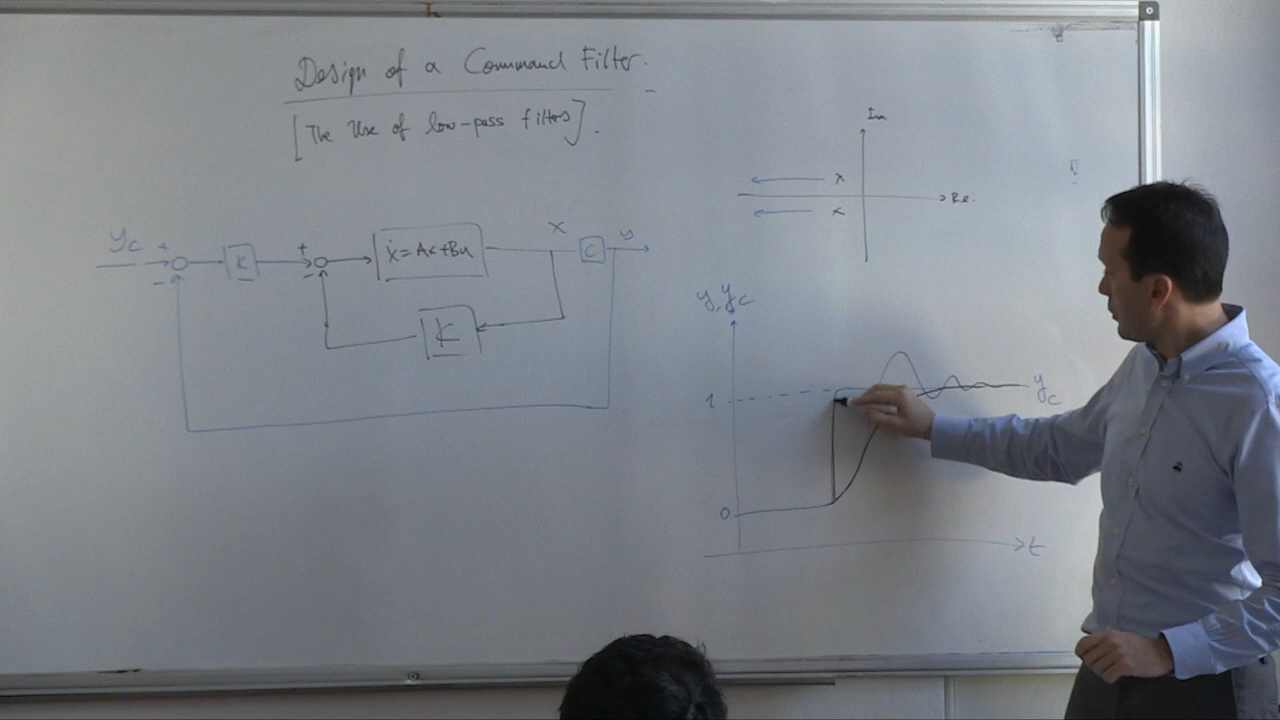 Design of a Command Filter.
[The Use of low-pass filters].
Im
x
x
Re.
yc
+
-
K
+
-
ẋ=Ax+Bu
x
C
y
K
y, yc
1
yc
0
t